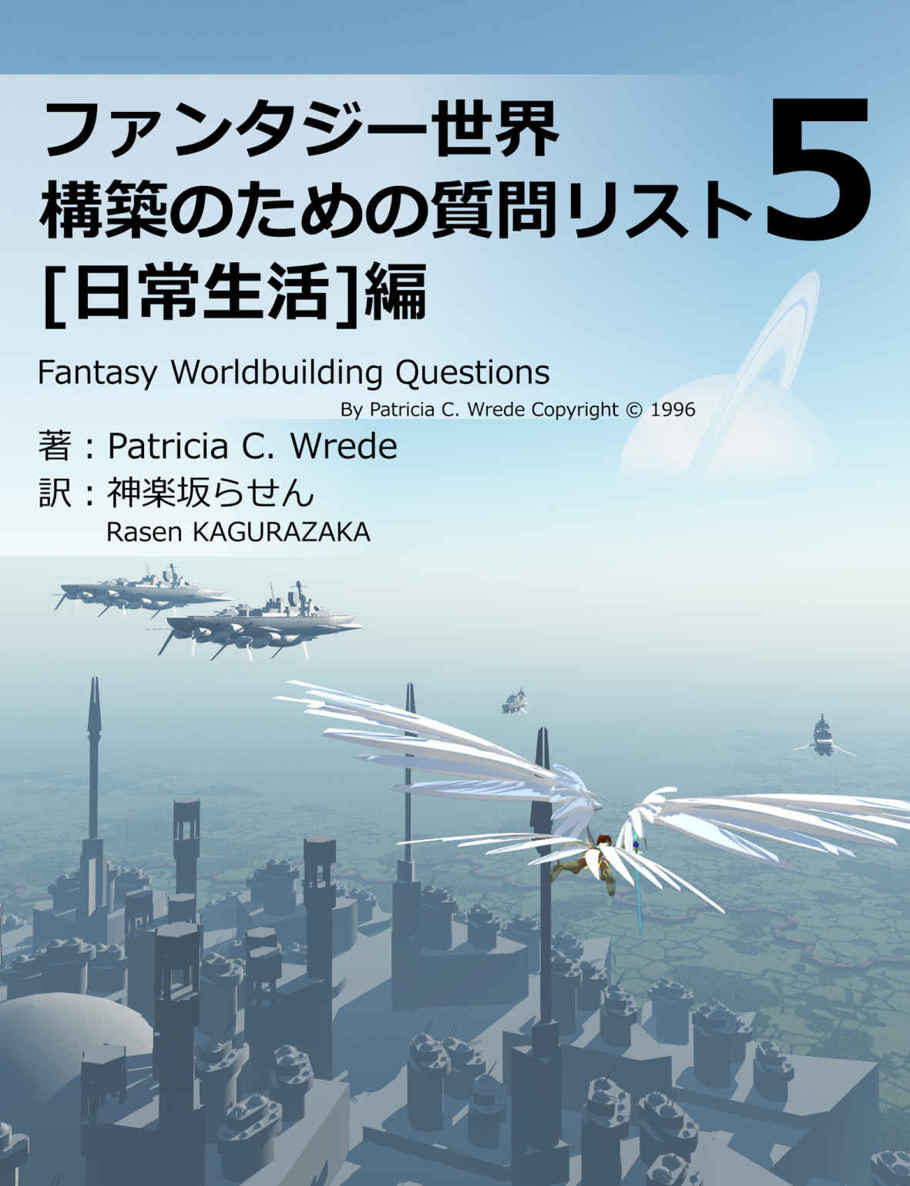 ファンタジー世界
構築のための質問リスト5
[日常生活]編
Fantasy Worldbuilding Questions
By Patricia C. Wrede Copyright © 1996
著：Patricia C. Wrede
訳：神楽坂らせん
Rasen KAGURAZAKA